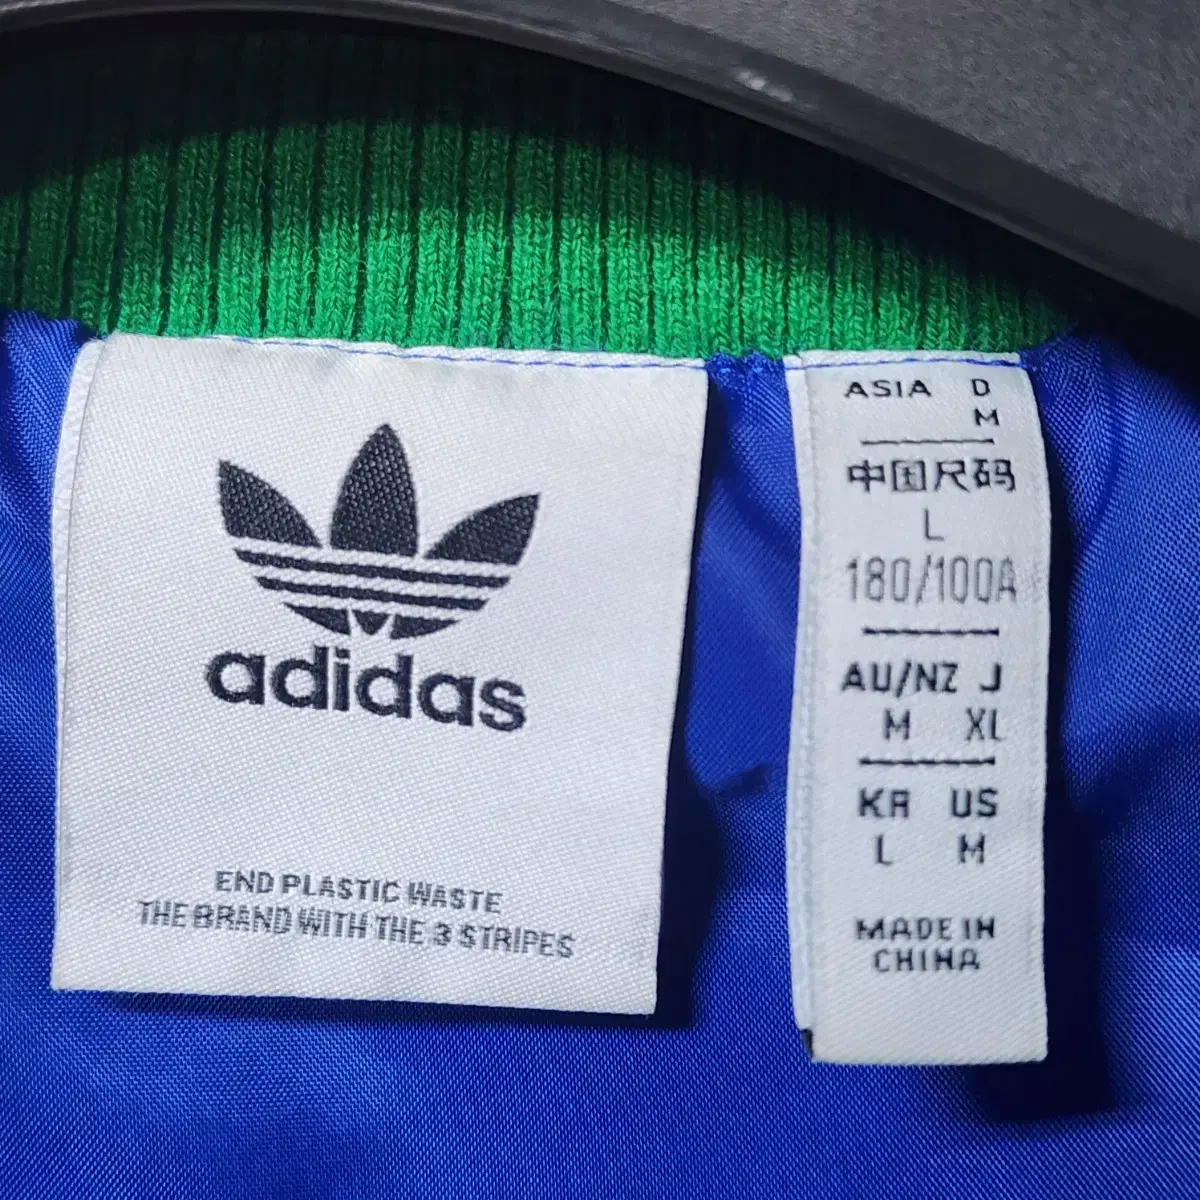 adidas
END PLASTIC WASTE
THE BRAND WITH THE 3 STRIPES
ASIA D
M
中国尺码
L
180/100A
AU/NZ J
M XL
KR US
L M
MADE IN
CHINA